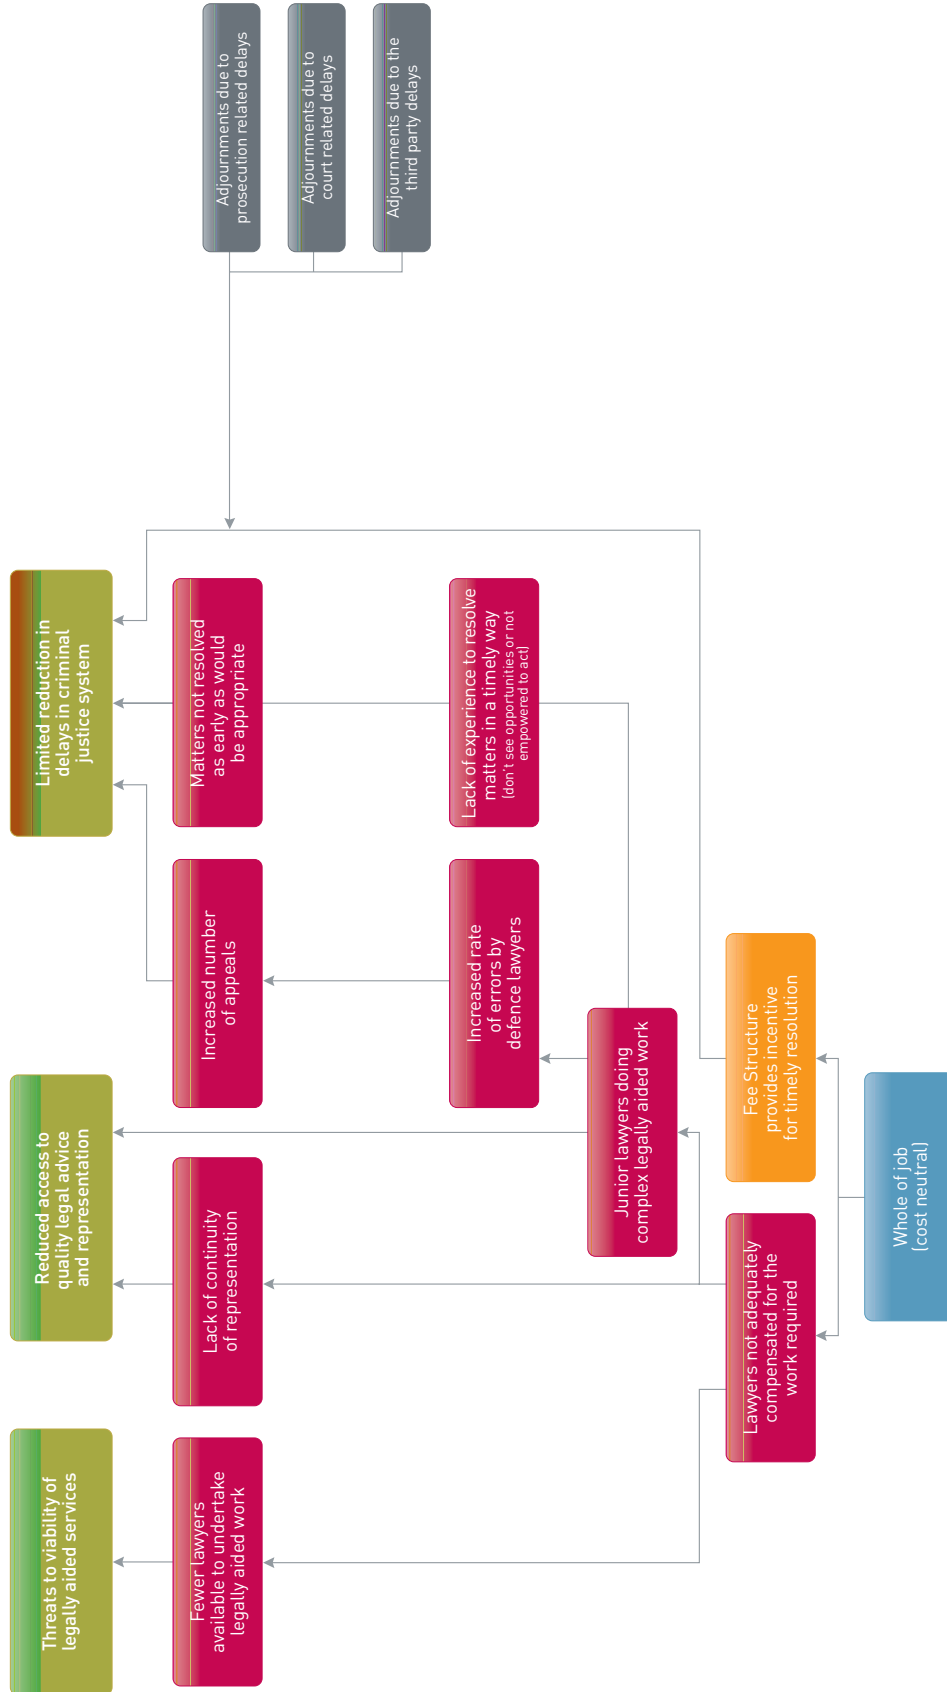 Threats to viability of
legally aided services
Reduced access to
quality legal advice
and representation
Limited reduction in
delays in criminal
justice system
Fewer lawyers
available to undertake
legally aided work
Lack of continuity
of representation
Increased number
of appeals
Matters not resolved
as early as would
be appropriate
Adjournments due to
prosecution related delays
Adjournments due to
court related delays
Adjournments due to the
third party delays
Increased rate
of errors by
defence lawyers
Lack of experience to resolve
matters in a timely way
(don't see opportunities or not
empowered to act)
Junior lawyers doing
complex legally aided work
Lawyers not adequately
compensated for the
work required
Fee Structure
provides incentive
for timely resolution
Whole of job
(cost neutral)